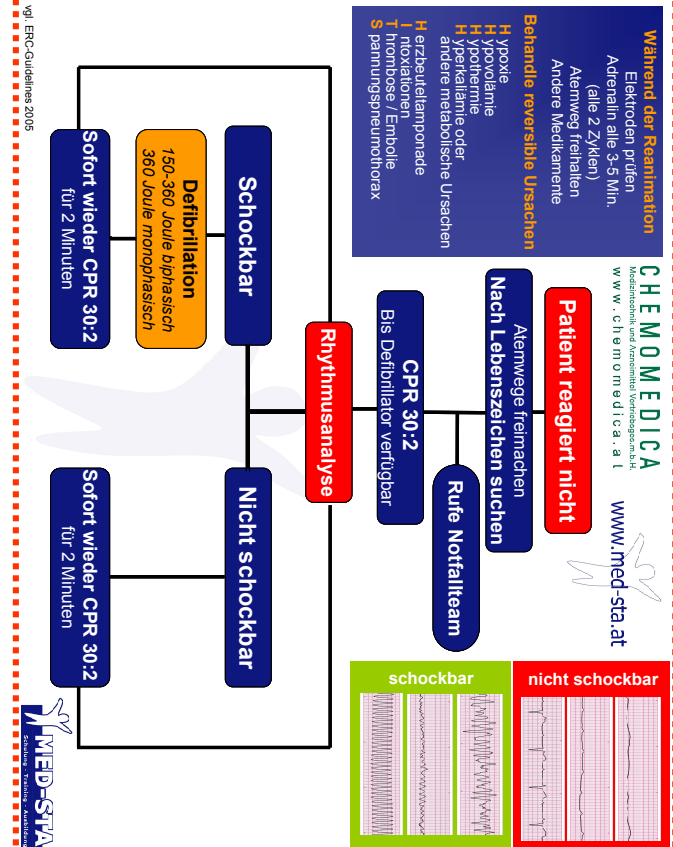 Während der Reanimation
Elektroden prüfen
Adrenalin alle 3-5 Min.
(alle 2 Zyklen)
Atemweg freihalten
Andere Medikamente
Behandle reversible Ursachen
Hypoxie
Hypovolämie
Hypothermie
Hyperkaliämie oder
andere metabolische Ursachen
Herzbeuteltamponade
Intoxiationen
Thrombose / Embolie
Spannungspneumothorax
CHEMOMEDICA
Medizintechnik und Arzneimittel Vertriebsges.m.b.H.
www.chemomedica.at
www.med-sta.at
Patient reagiert nicht
Atemwege freimachen
Nach Lebenszeichen suchen
Rufe Notfallteam
CPR 30:2
Bis Defibrillator verfügbar
Rhythmusanalyse
Schockbar
Nicht schockbar
Defibrillation
150-360 Joule biphasisch
360 Joule monophasisch
Sofort wieder CPR 30:2
für 2 Minuten
Sofort wieder CPR 30:2
für 2 Minuten
nicht schockbar
schockbar
vgl. ERC-Guidelines 2005
MED-STA
Schulung - Training - Ausbildung